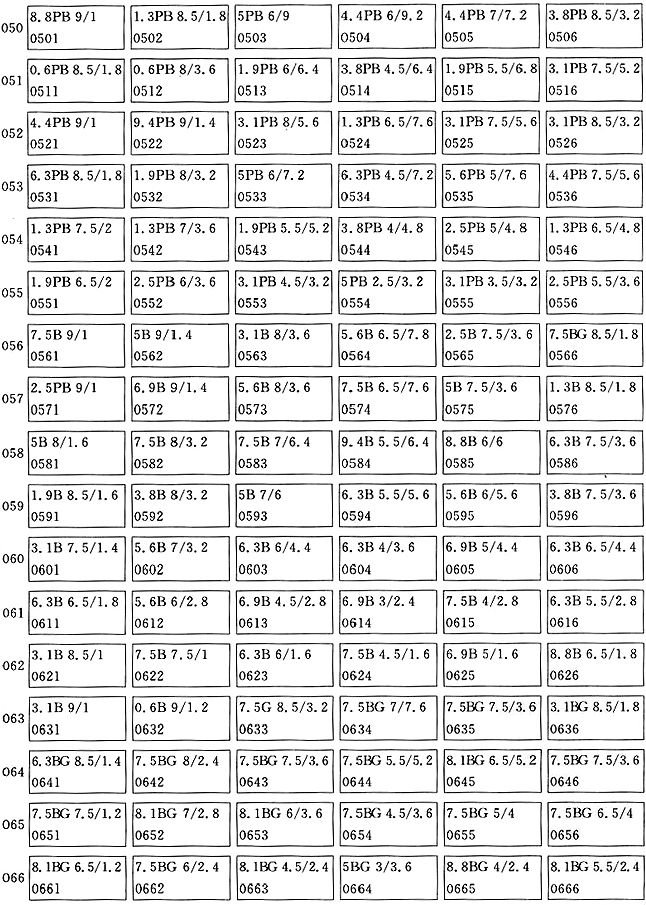 050 8.8PB 9/1 1.3PB 8.5/1.8 5PB 6/9 4.4PB 6/9.2 4.4PB 7/7.2 3.8PB 8.5/3.2
0501 0502 0503 0504 0505 0506
051 0.6PB 8.5/1.8 0.6PB 8/3.6 1.9PB 6/6.4 3.8PB 4.5/6.4 1.9PB 5.5/6.8 3.1PB 7.5/5.2
0511 0512 0513 0514 0515 0516
052 4.4PB 9/1 9.4PB 9/1.4 3.1PB 8/5.6 1.3PB 6.5/7.6 3.1PB 7.5/5.6 3.1PB 8.5/3.2
0521 0522 0523 0524 0525 0526
053 6.3PB 8.5/1.8 1.9PB 8/3.2 5PB 6/7.2 6.3PB 4.5/7.2 5.6PB 5/7.6 4.4PB 7.5/5.6
0531 0532 0533 0534 0535 0536
054 1.3PB 7.5/2 1.3PB 7/3.6 1.9PB 5.5/5.2 3.8PB 4/4.8 2.5PB 5/4.8 1.3PB 6.5/4.8
0541 0542 0543 0544 0545 0546
055 1.9PB 6.5/2 2.5PB 6/3.6 3.1PB 4.5/3.2 5PB 2.5/3.2 3.1PB 3.5/3.2 2.5PB 5.5/3.6
0551 0552 0553 0554 0555 0556
056 7.5B 9/1 5B 9/1.4 3.1B 8/3.6 5.6B 6.5/7.8 2.5B 7.5/3.6 7.5BG 8.5/1.8
0561 0562 0563 0564 0565 0566
057 2.5PB 9/1 6.9B 9/1.4 5.6B 8/3.6 7.5B 6.5/7.6 5B 7.5/3.6 1.3B 8.5/1.8
0571 0572 0573 0574 0575 0576
058 5B 8/1.6 7.5B 8/3.2 7.5B 7/6.4 9.4B 5.5/6.4 8.8B 6/6 6.3B 7.5/3.6
0581 0582 0583 0584 0585 0586
059 1.9B 8.5/1.6 3.8B 8/3.2 5B 7/6 6.3B 5.5/5.6 5.6B 6/5.6 3.8B 7.5/3.6
0591 0592 0593 0594 0595 0596
060 3.1B 7.5/1.4 5.6B 7/3.2 6.3B 6/4.4 6.3B 4/3.6 6.9B 5/4.4 6.3B 6.5/4.4
0601 0602 0603 0604 0605 0606
061 6.3B 6.5/1.8 5.6B 6/2.8 6.9B 4.5/2.8 6.9B 3/2.4 7.5B 4/2.8 6.3B 5.5/2.8
0611 0612 0613 0614 0615 0616
062 3.1B 8.5/1 7.5B 7.5/1 6.3B 6/1.6 7.5B 4.5/1.6 6.9B 5/1.6 8.8B 6.5/1.8
0621 0622 0623 0624 0625 0626
063 3.1B 9/1 0.6B 9/1.2 7.5G 8.5/3.2 7.5BG 7/7.6 7.5BG 7.5/3.6 3.1BG 8.5/1.8
0631 0632 0633 0634 0635 0636
064 6.3BG 8.5/1.4 7.5BG 8/2.4 7.5BG 7.5/3.6 7.5BG 5.5/5.2 8.1BG 6.5/5.2 7.5BG 7.5/3.6
0641 0642 0643 0644 0645 0646
065 7.5BG 7.5/1.2 8.1BG 7/2.8 8.1BG 6/3.6 7.5BG 4.5/3.6 7.5BG 5/4 7.5BG 6.5/4
0651 0652 0653 0654 0655 0656
066 8.1BG 6.5/1.2 7.5BG 6/2.4 8.1BG 4.5/2.4 5BG 3/3.6 8.8BG 4/2.4 8.1BG 5.5/2.4
0661 0662 0663 0664 0665 0666